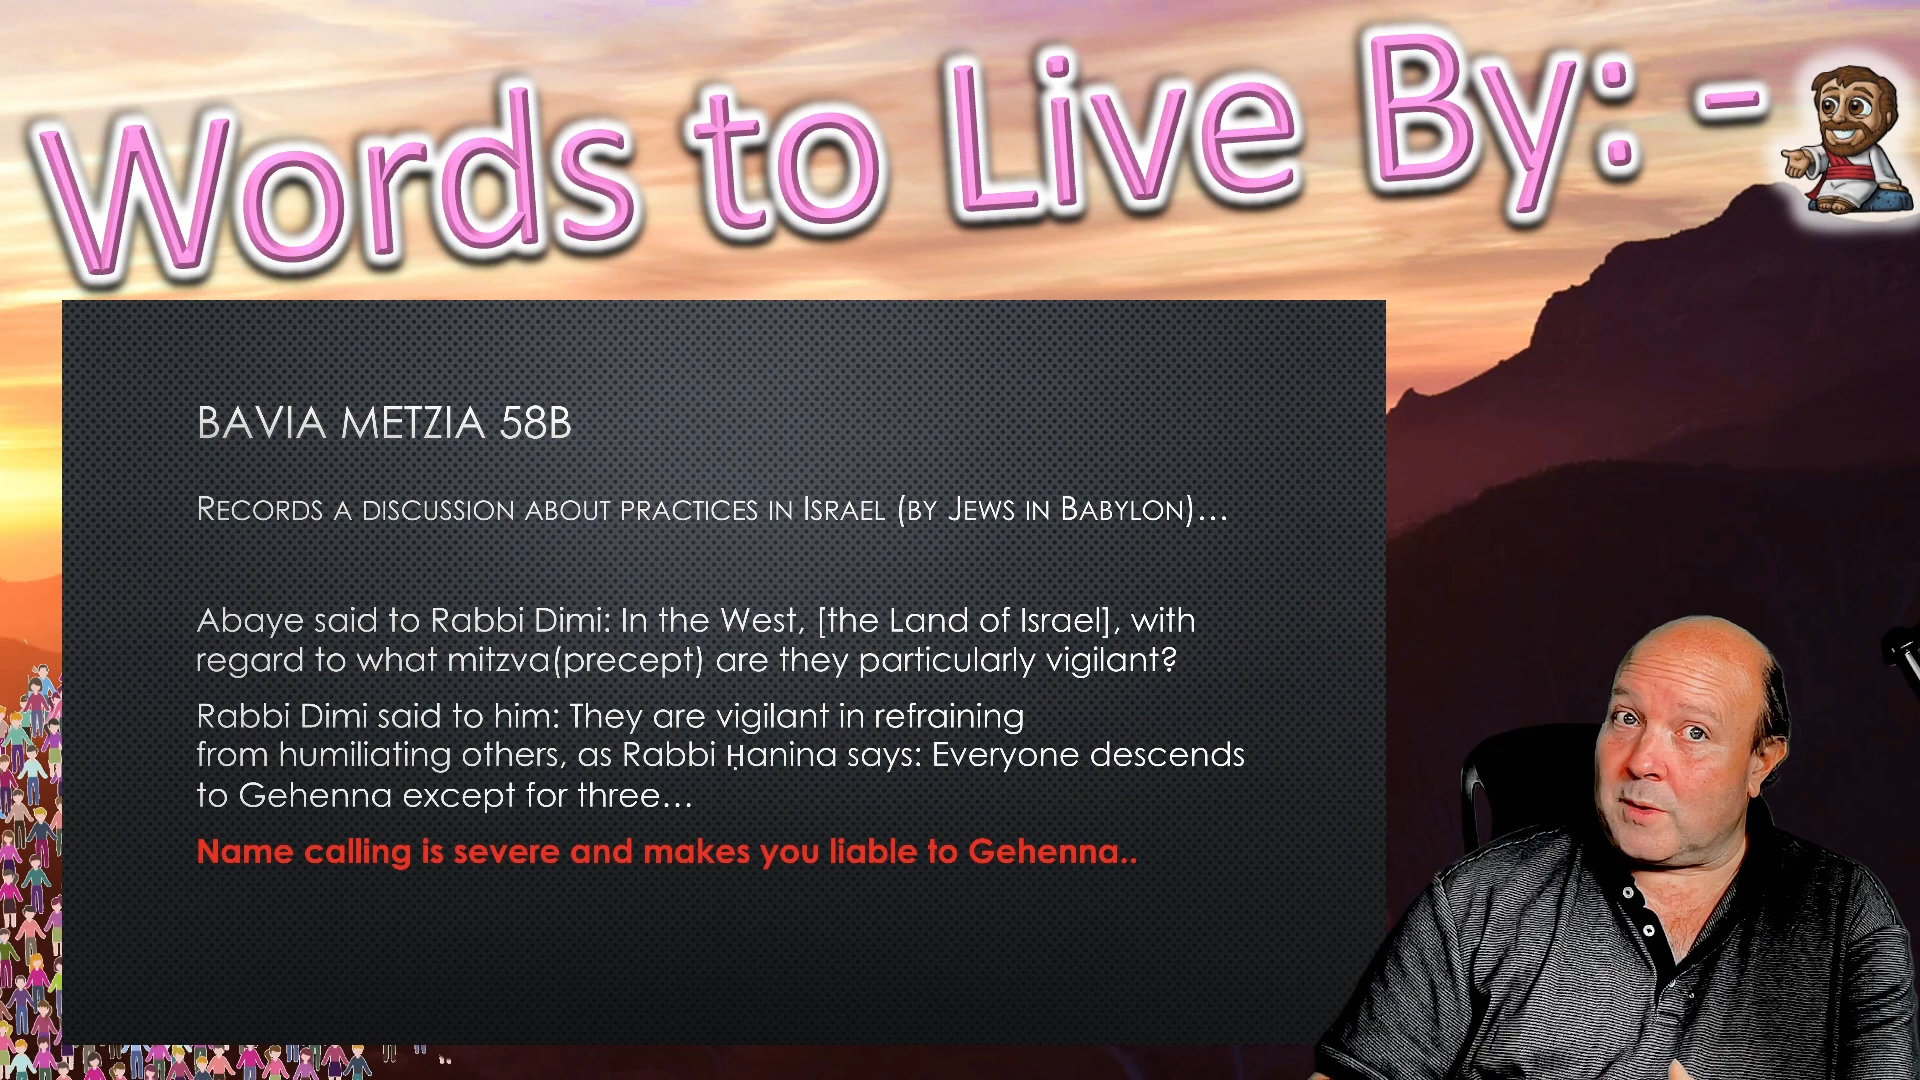 Words to Live By: -
BAVIA METZIA 58B
Records a discussion about practices in Israel (by Jews in Babylon)...
Abaye said to Rabbi Dimi: In the West, [the Land of Israel], with
regard to what mitzva(precept) are they particularly vigilant?
Rabbi Dimi said to him: They are vigilant in refraining
from humiliating others, as Rabbi Ḥanina says: Everyone descends
to Gehenna except for three...
Name calling is severe and makes you liable to Gehenna..